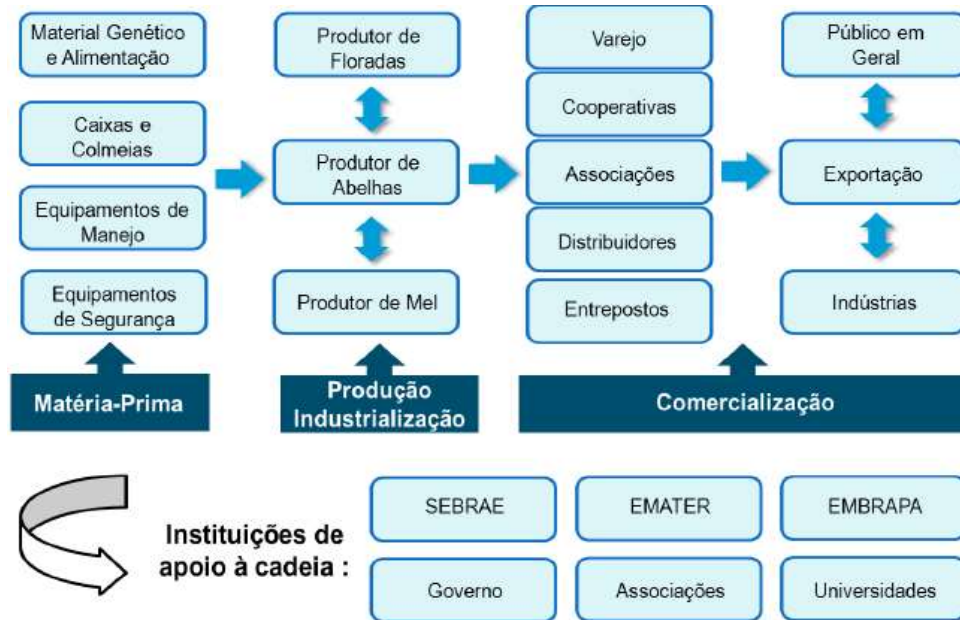 Material Genético
e Alimentação
Caixas e
Colmeias
Equipamentos de
Manejo
Equipamentos
de Segurança
Matéria-Prima
Produtor de
Floradas
Produtor de
Abelhas
Produtor de Mel
Produção
Industrialização
Varejo
Cooperativas
Associações
Distribuidores
Entrepostos
Público em
Geral
Exportação
Indústrias
Comercialização
Instituições de
apoio à cadeia :
SEBRAE
EMATER
EMBRAPA
Governo
Associações
Universidades